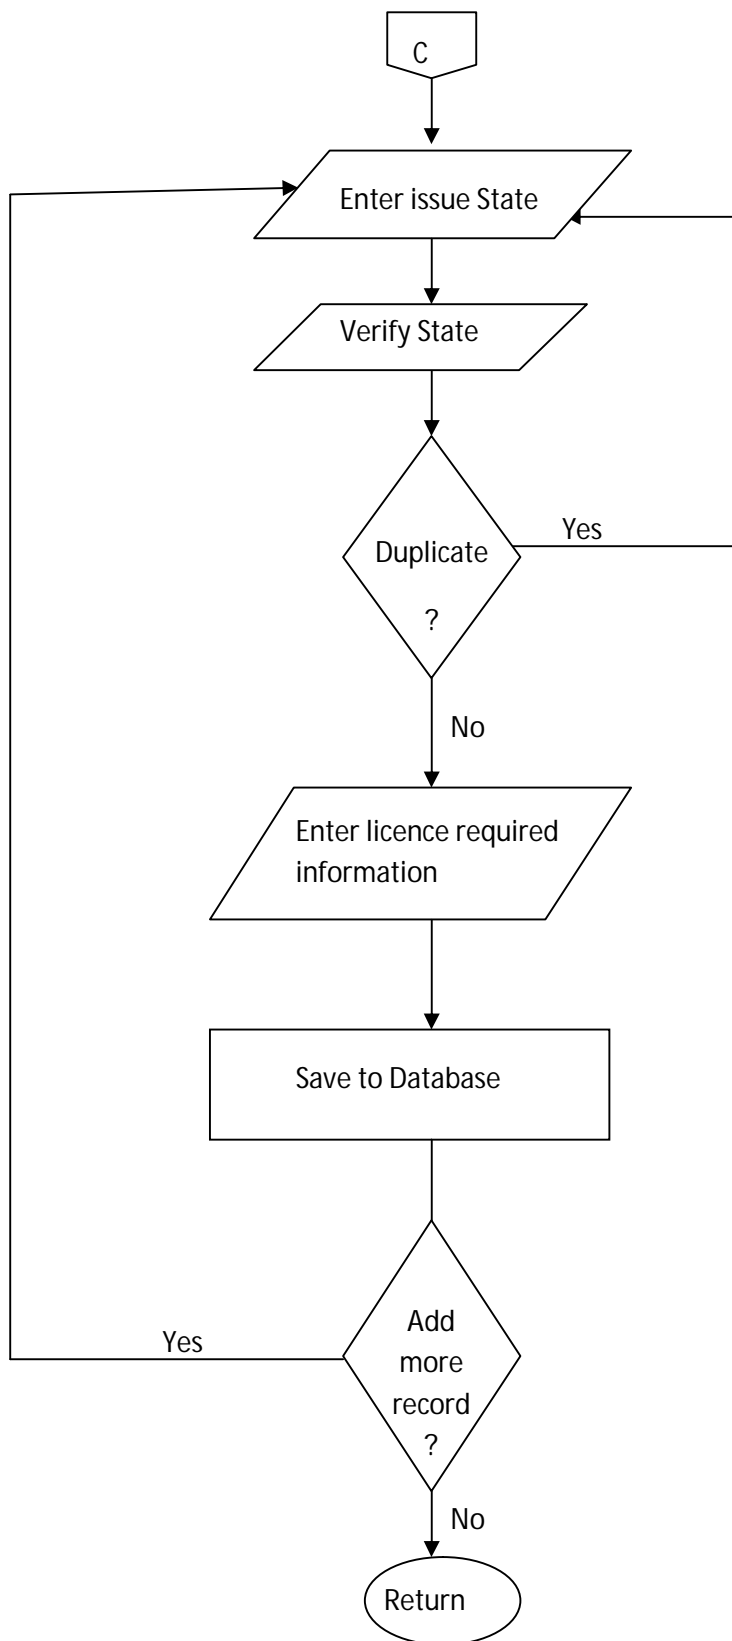 C
Enter issue State
Verify State
Duplicate
?
Yes
No
Enter licence required
information
Save to Database
Add
more
record
?
Yes
No
Return